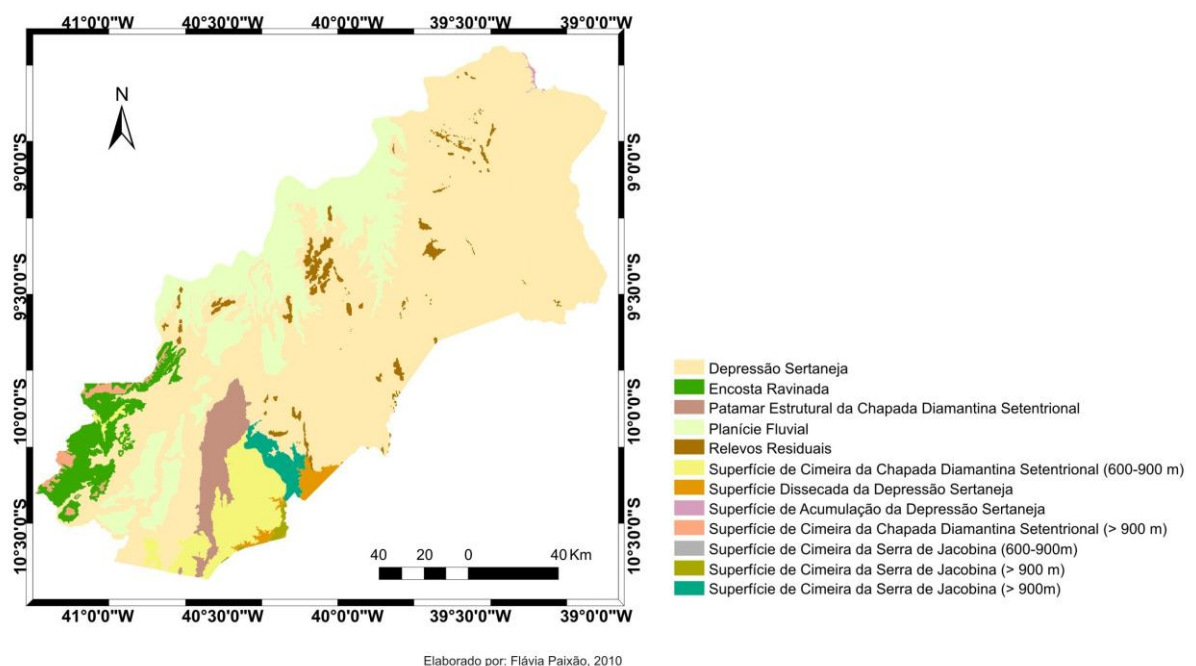 41°0'0"W 40°30'0"W 40°0'0"W 39°30'0"W 39°0'0"W
N
9°0'0"S 9°0'0"S
9°30'0"S 9°30'0"S
10°0'0"S 10°0'0"S
10°30'0"S 10°30'0"S
40 20 0 40 Km
41°0'0"W 40°30'0"W 40°0'0"W 39°30'0"W 39°0'0"W
Depressão Sertaneja
Encosta Ravinada
Patamar Estrutural da Chapada Diamantina Setentrional
Planície Fluvial
Relevos Residuais
Superfície de Cimeira da Chapada Diamantina Setentrional (600-900 m)
Superfície Dissecada da Depressão Sertaneja
Superfície de Acumulação da Depressão Sertaneja
Superfície de Cimeira da Chapada Diamantina Setentrional (> 900 m)
Superfície de Cimeira da Serra de Jacobina (600-900m)
Superfície de Cimeira da Serra de Jacobina (> 900 m)
Superfície de Cimeira da Serra de Jacobina (> 900m)
Elaborado por: Flávia Paixão, 2010